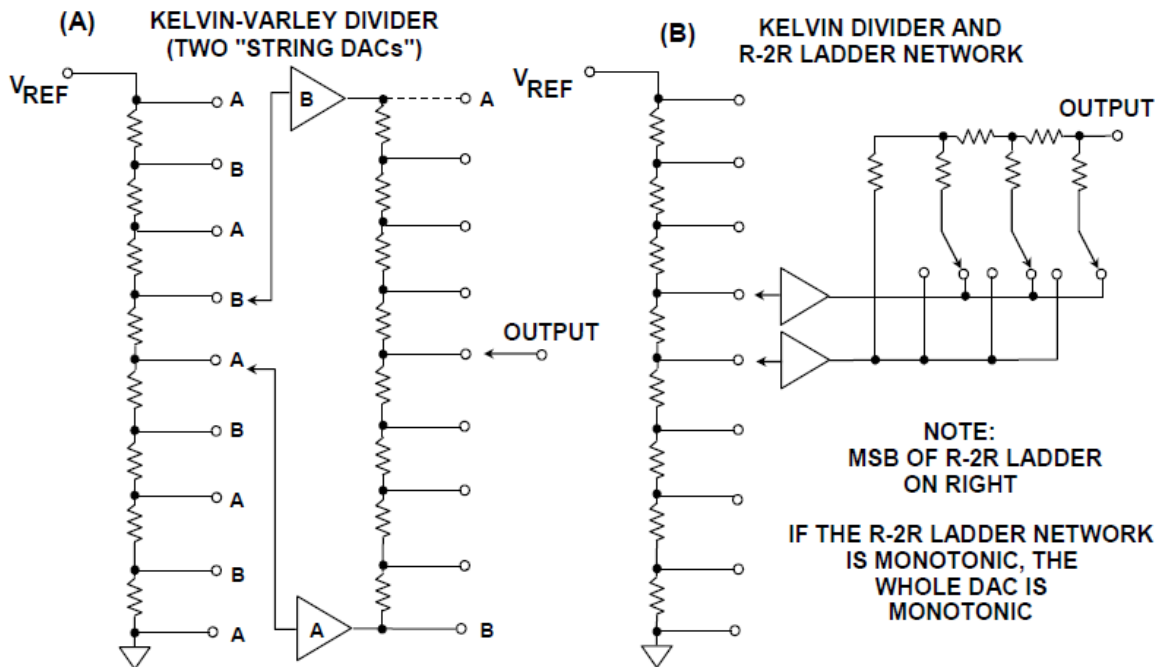 (A)
KELVIN-VARLEY DIVIDER
(TWO "STRING DACs")
VREF
A
B
A
B
A
B
A
B
A
B
A
A
B
OUTPUT
(B)
KELVIN DIVIDER AND
R-2R LADDER NETWORK
VREF
OUTPUT
NOTE:
MSB OF R-2R LADDER
ON RIGHT
IF THE R-2R LADDER NETWORK
IS MONOTONIC, THE
WHOLE DAC IS
MONOTONIC